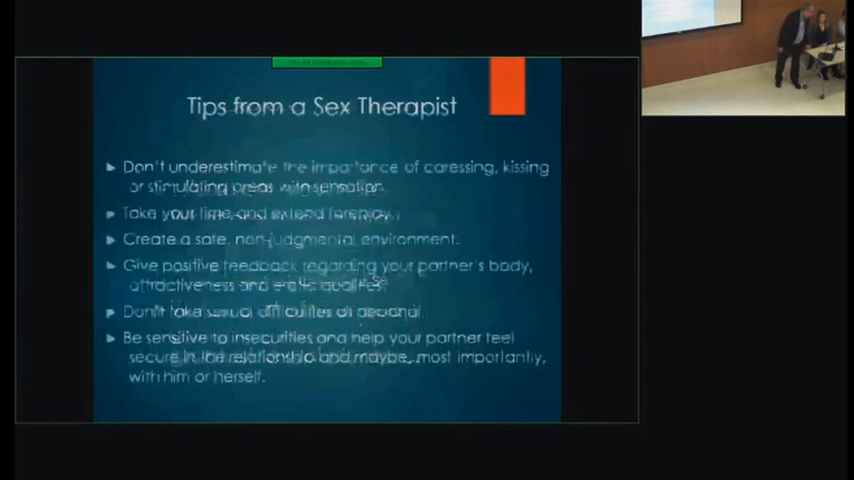 Tips from a Sex Therapist
Don't underestimate the importance of caressing, kissing
or stimulating areas with sensation.
Take your time and extend foreplay.
Create a safe, non-judgmental environment.
Give positive feedback regarding your partner's body,
attractiveness and erotic qualities.
Don't take sexual difficulties as personal
Be sensitive to insecurities and help your partner feel
secure in the relationship and maybe, most importantly,
with him or herself.